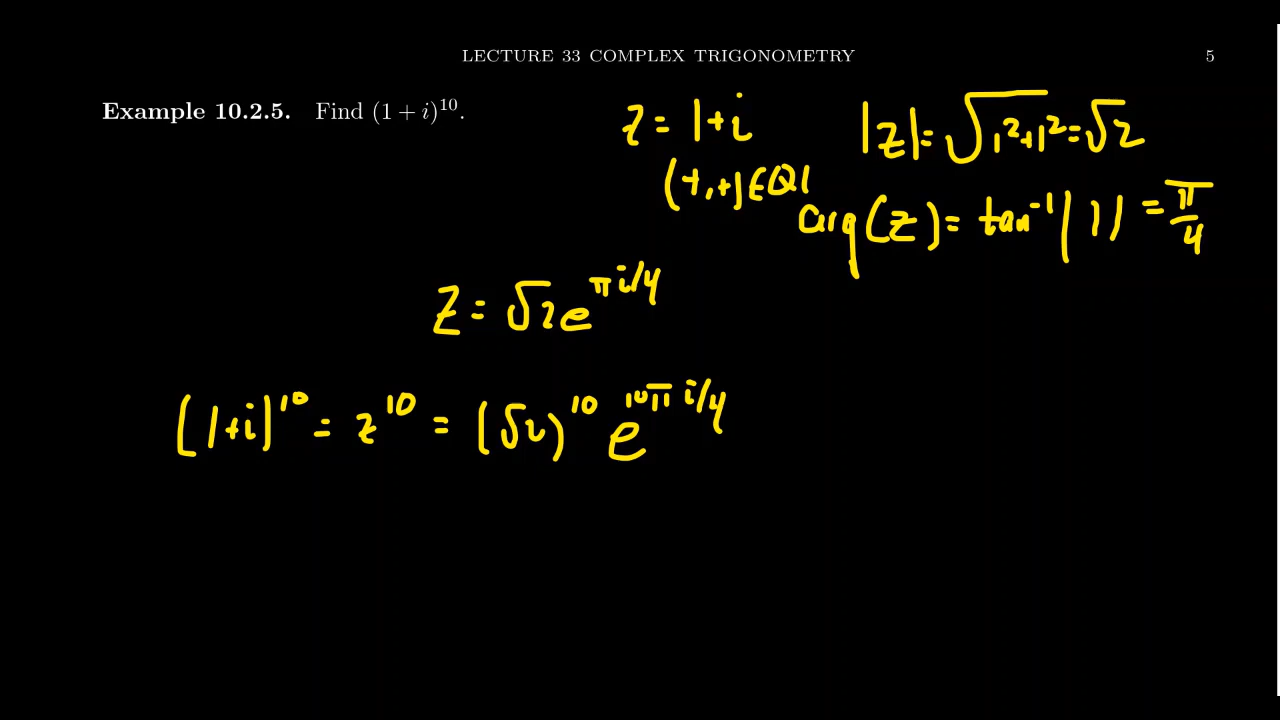 LECTURE 33 COMPLEX TRIGONOMETRY 5
Example 10.2.5. Find (1 + i)^10.
z = 1+i
|z| = √(1²+1²) = √2
(+,+) ∈ Q1
arg(z) = tan⁻¹(1) = π/4
z = √2 e^(πi/4)
(1+i)^10 = z^10 = (√2)^10 e^(10πi/4)